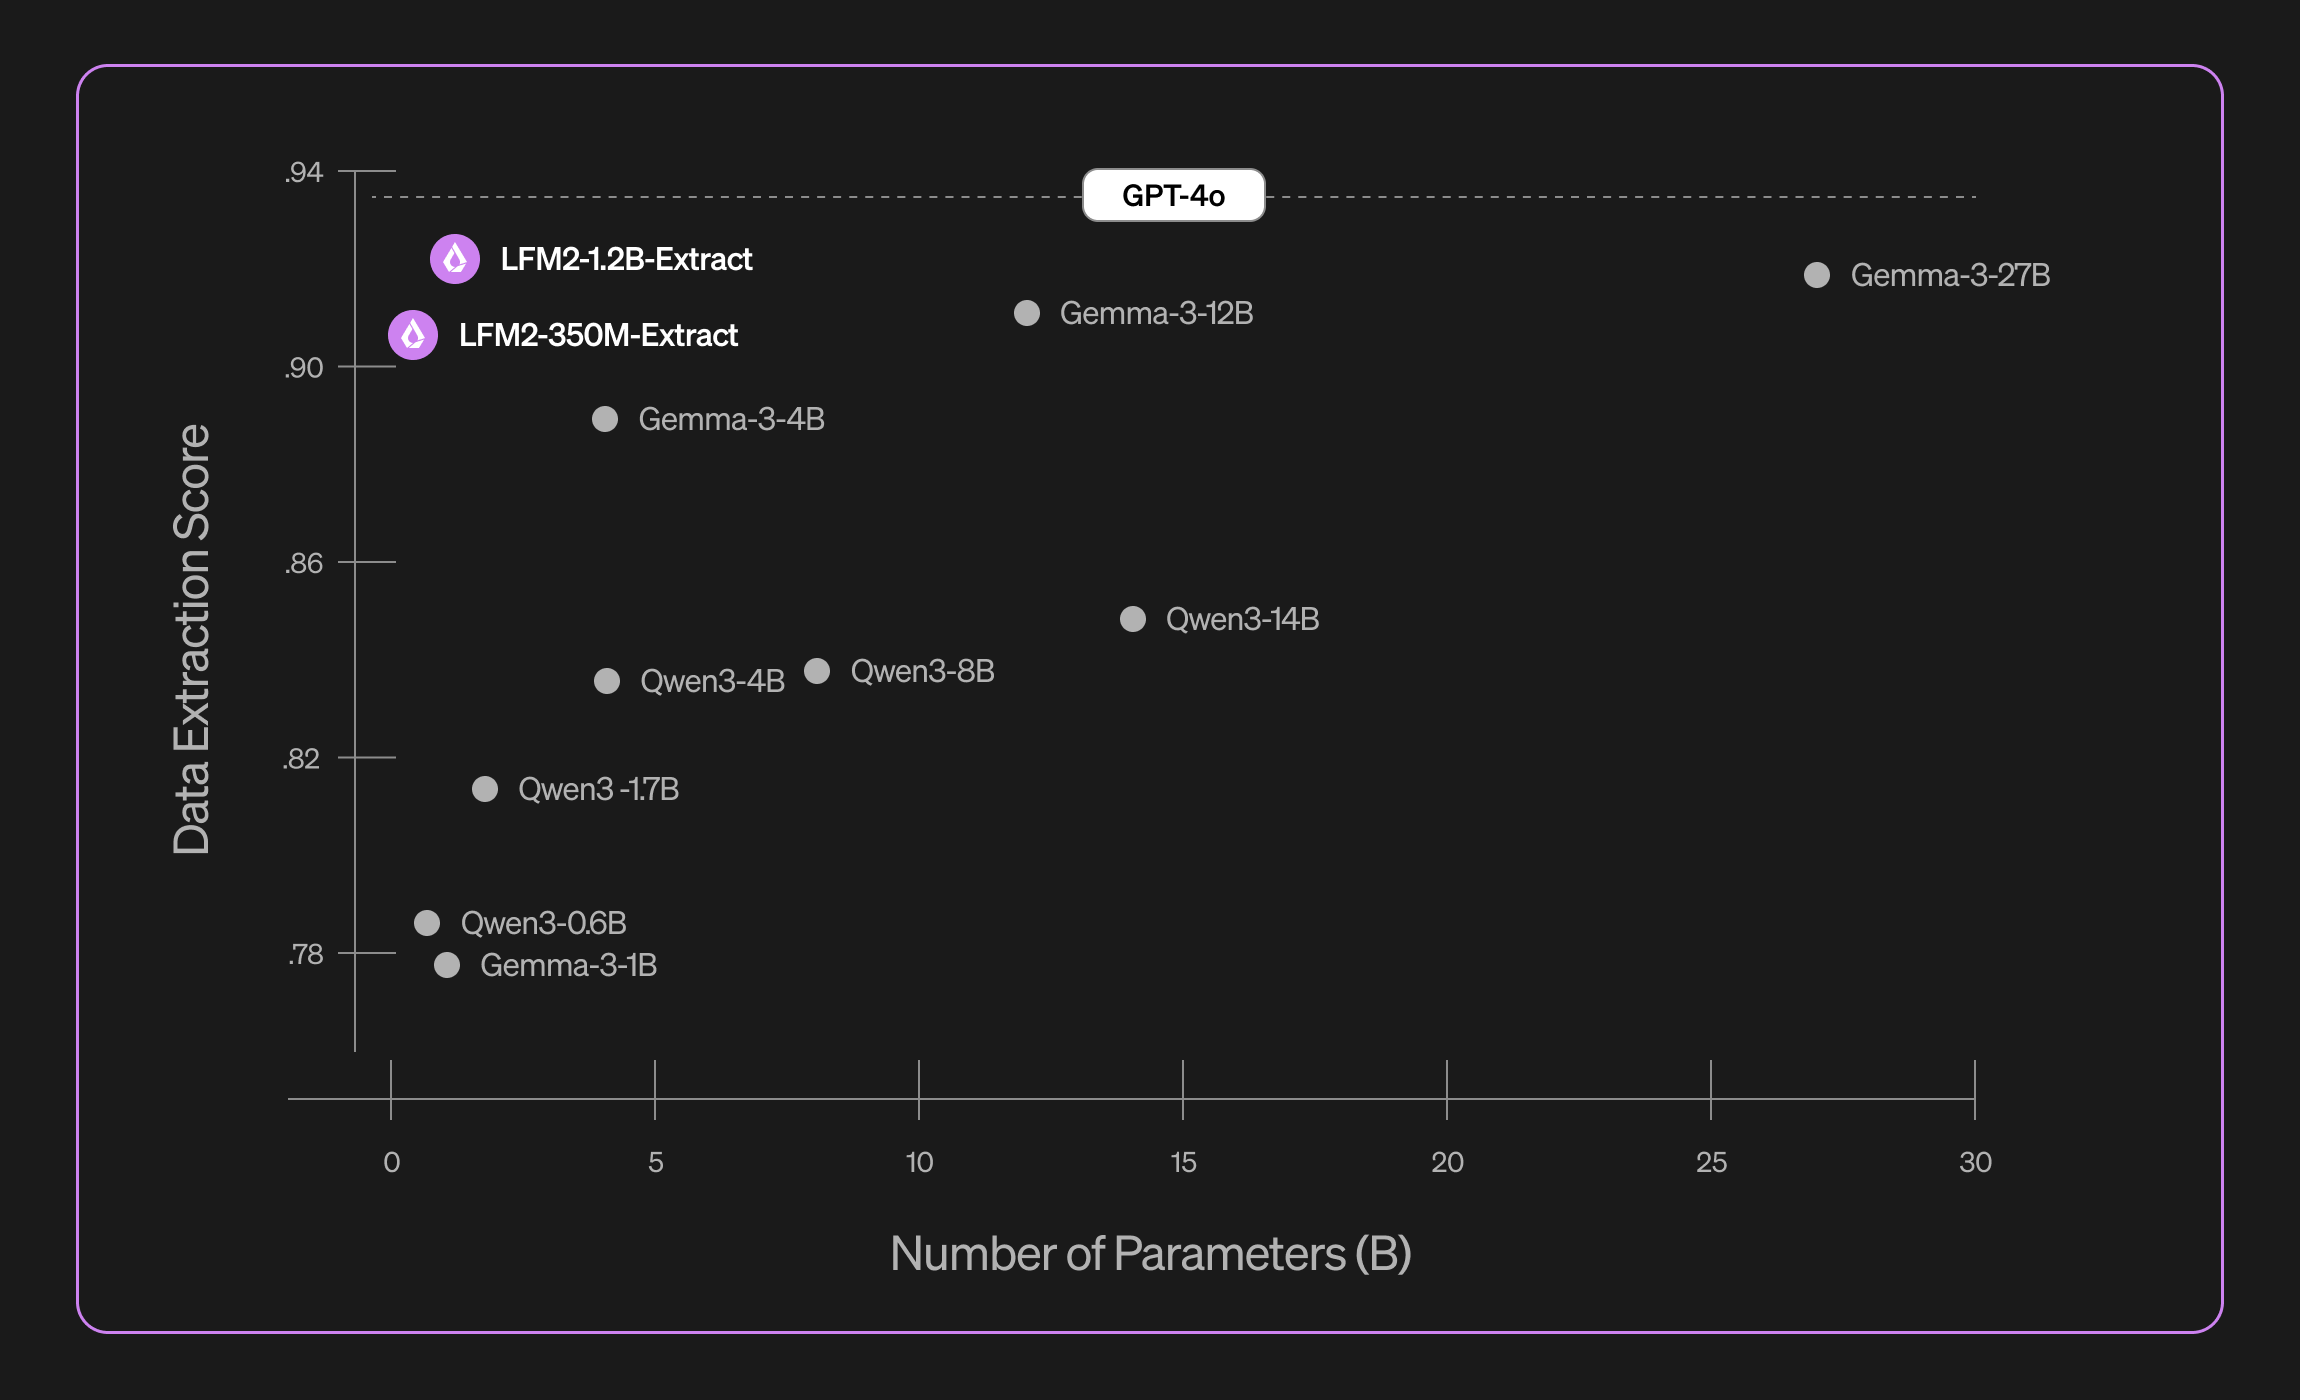 .94
GPT-4o
LFM2-1.2B-Extract
Gemma-3-27B
Gemma-3-12B
LFM2-350M-Extract
.90
Gemma-3-4B
Data Extraction Score
.86
Qwen3-14B
Qwen3-4B
Qwen3-8B
.82
Qwen3 -1.7B
Qwen3-0.6B
.78
Gemma-3-1B
0
5
10
15
20
25
30
Number of Parameters (B)